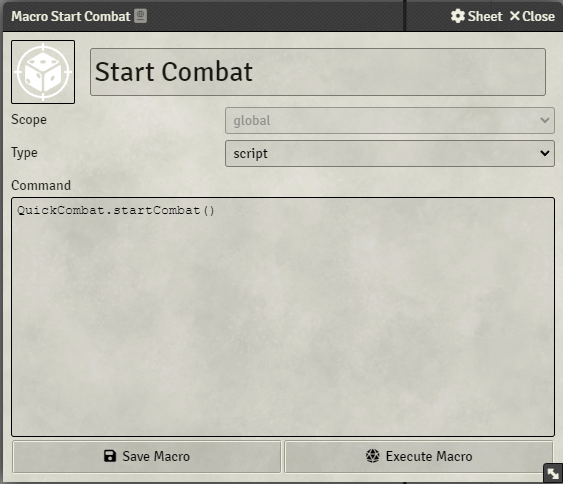 Macro Start Combat Sheet Close
Start Combat
Scope global
Type script
Command
QuickCombat.startCombat()
Save Macro Execute Macro